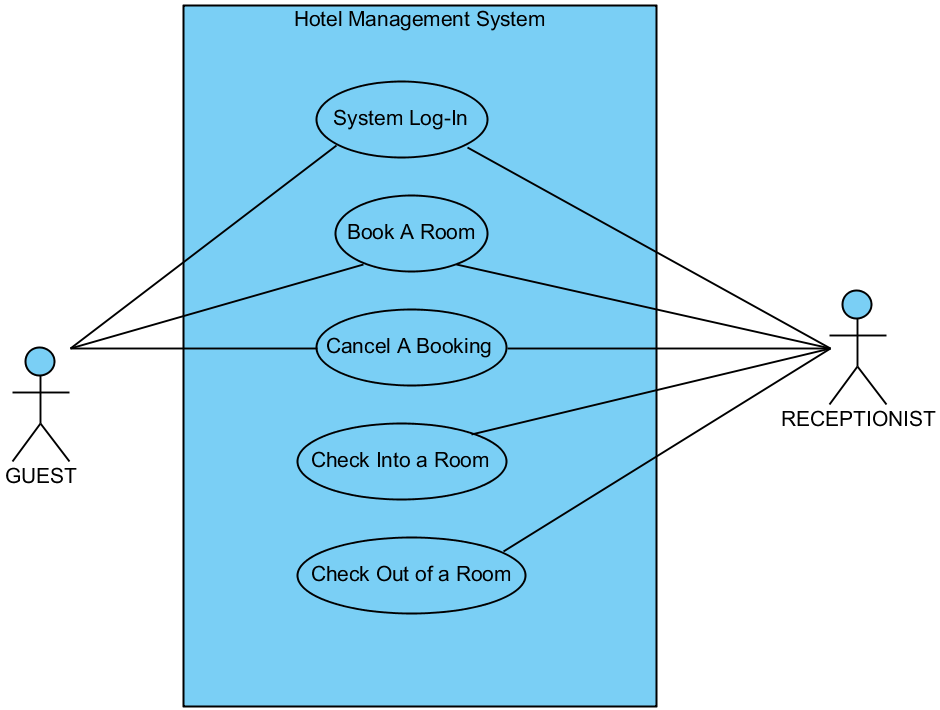 Hotel Management System
System Log-In
Book A Room
Cancel A Booking
Check Into a Room
Check Out of a Room
GUEST
RECEPTIONIST